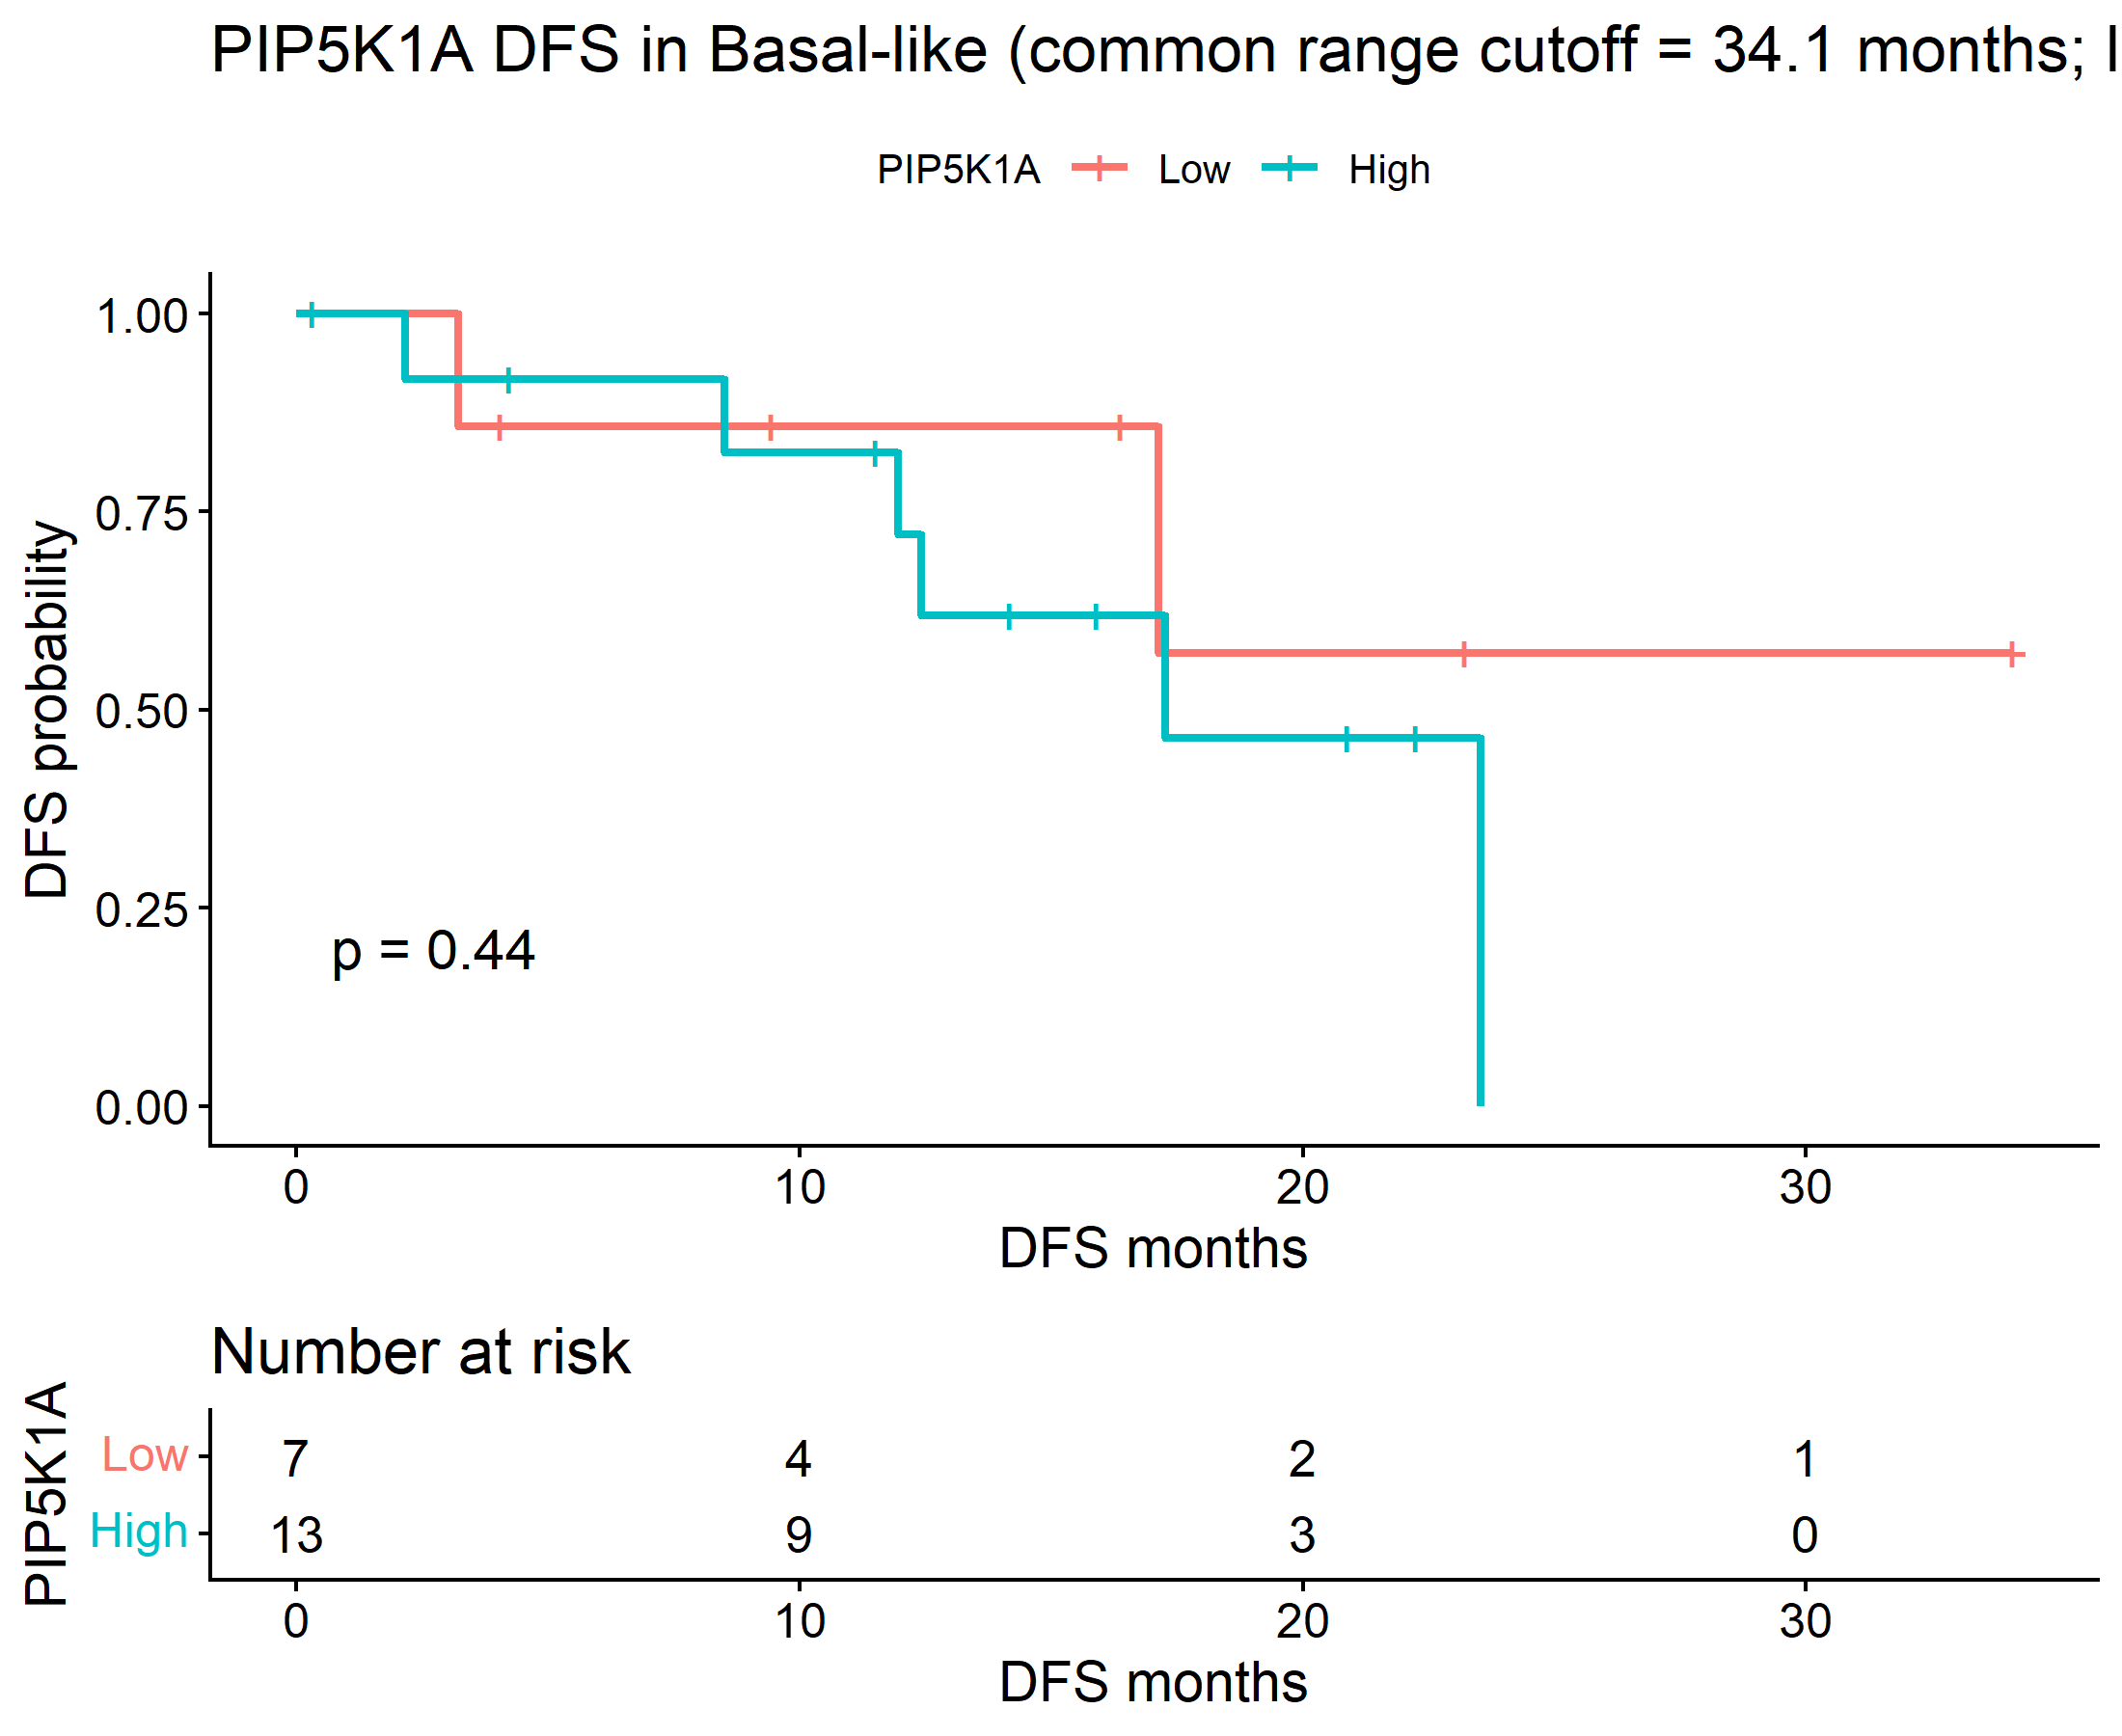 PIP5K1A DFS in Basal-like (common range cutoff = 34.1 months;
PIP5K1A Low High
1.00
0.75
0.50
0.25
0.00
DFS probability
p = 0.44
0 10 20 30
DFS months
Number at risk
PIP5K1A
Low 7 4 2 1
High 13 9 3 0
0 10 20 30
DFS months